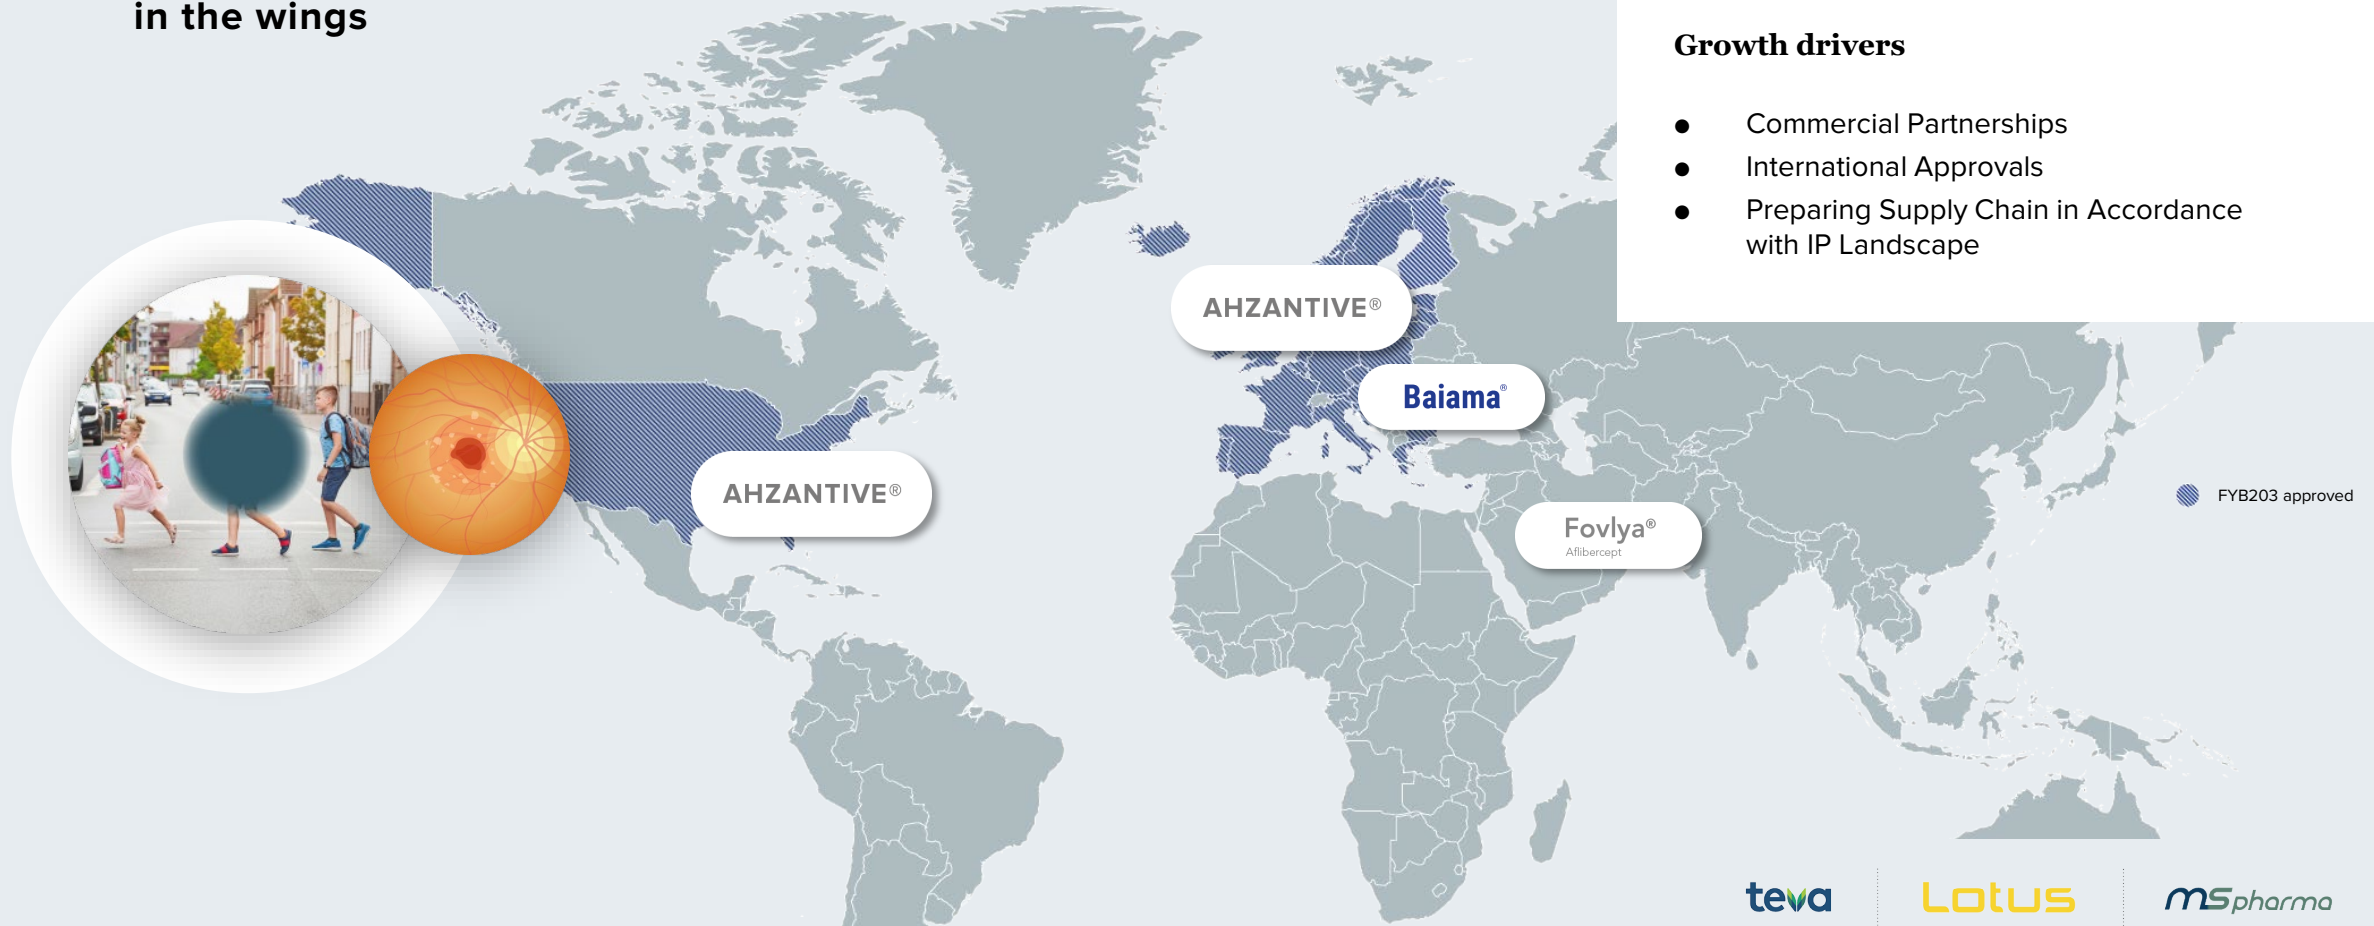 in the wings
Growth drivers
● Commercial Partnerships
● International Approvals
● Preparing Supply Chain in Accordance
with IP Landscape
AHZANTIVE®
Baiama®
AHZANTIVE®
Fovlya®
Aflibercept
FYB203 approved
teva
Lotus
mspharma